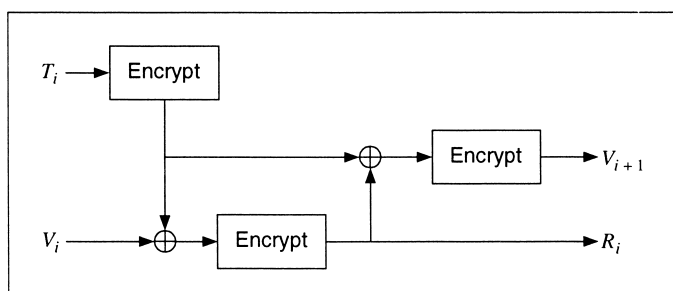 T_i
Encrypt
Encrypt
V_{i+1}
V_i
Encrypt
R_i